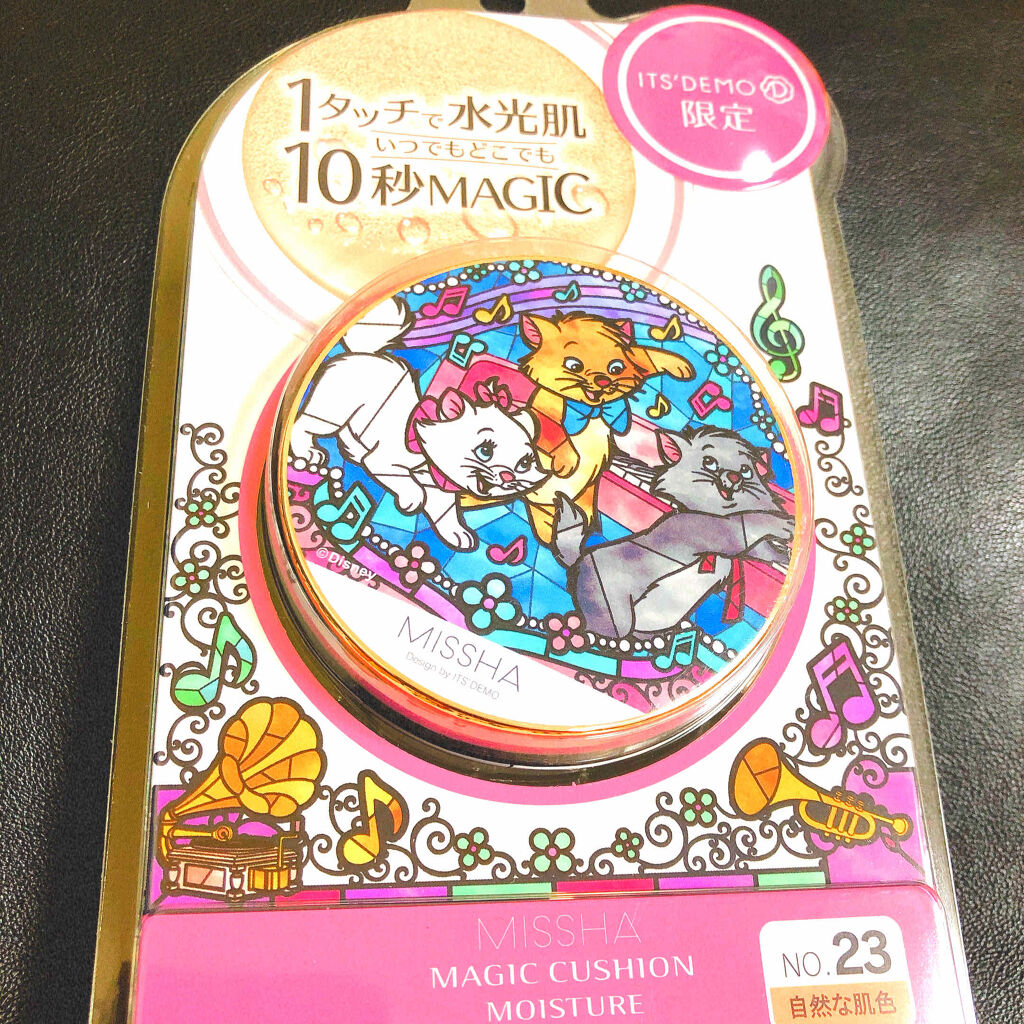 ITS'DEMO
限定
1タッチで水光肌
いつでもどこでも
10秒MAGIC
©Disney
MISSHA
Design by ITS'DEMO
MISSHA
MAGIC CUSHION
MOISTURE
NO.23
自然な肌色